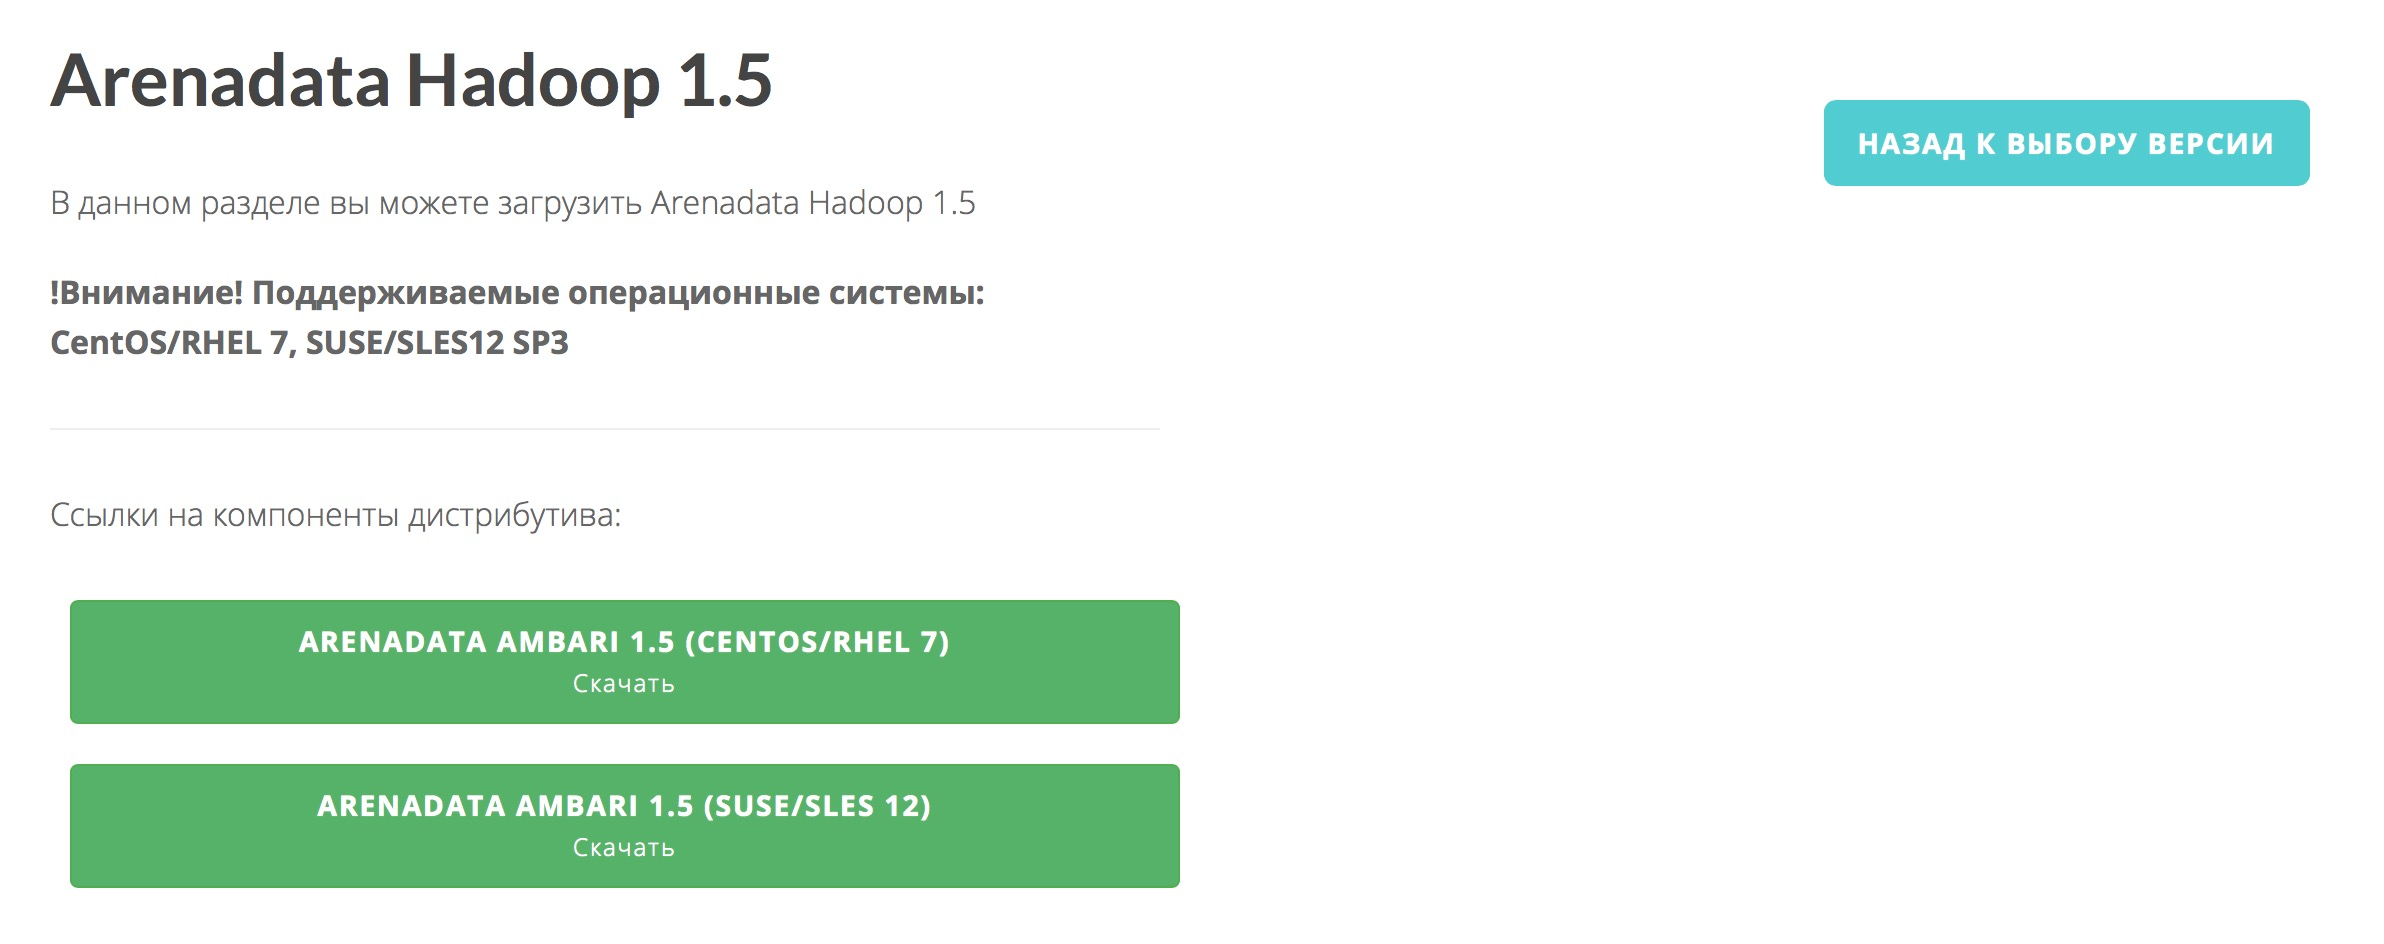 Arenadata Hadoop 1.5
НАЗАД К ВЫБОРУ ВЕРСИИ
В данном разделе вы можете загрузить Arenadata Hadoop 1.5
!Внимание! Поддерживаемые операционные системы:
CentOS/RHEL 7, SUSE/SLES12 SP3
Ссылки на компоненты дистрибутива:
ARENADATA AMBARI 1.5 (CENTOS/RHEL 7)
Скачать
ARENADATA AMBARI 1.5 (SUSE/SLES 12)
Скачать